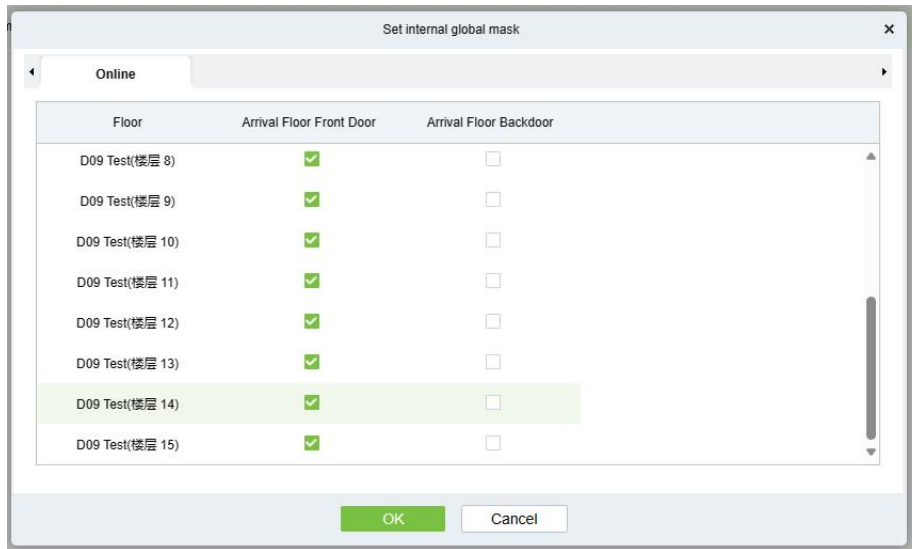 Set internal global mask
Online
Floor Arrival Floor Front Door Arrival Floor Backdoor
D09 Test(楼层 8)
D09 Test(楼层 9)
D09 Test(楼层 10)
D09 Test(楼层 11)
D09 Test(楼层 12)
D09 Test(楼层 13)
D09 Test(楼层 14)
D09 Test(楼层 15)
OK Cancel